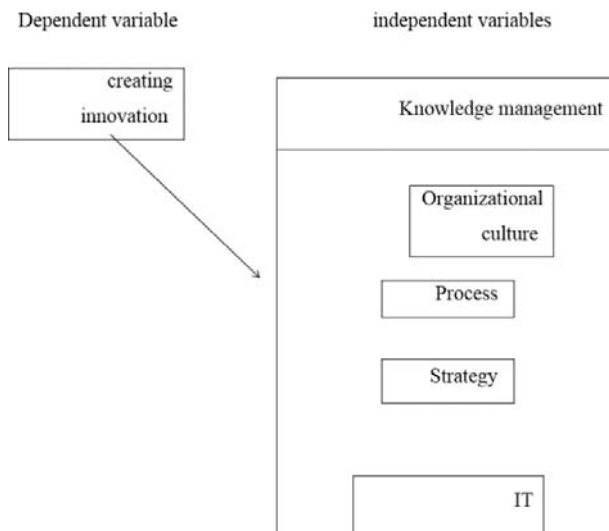 Dependent variable
independent variables
creating
innovation
Knowledge management
Organizational
culture
Process
Strategy
IT